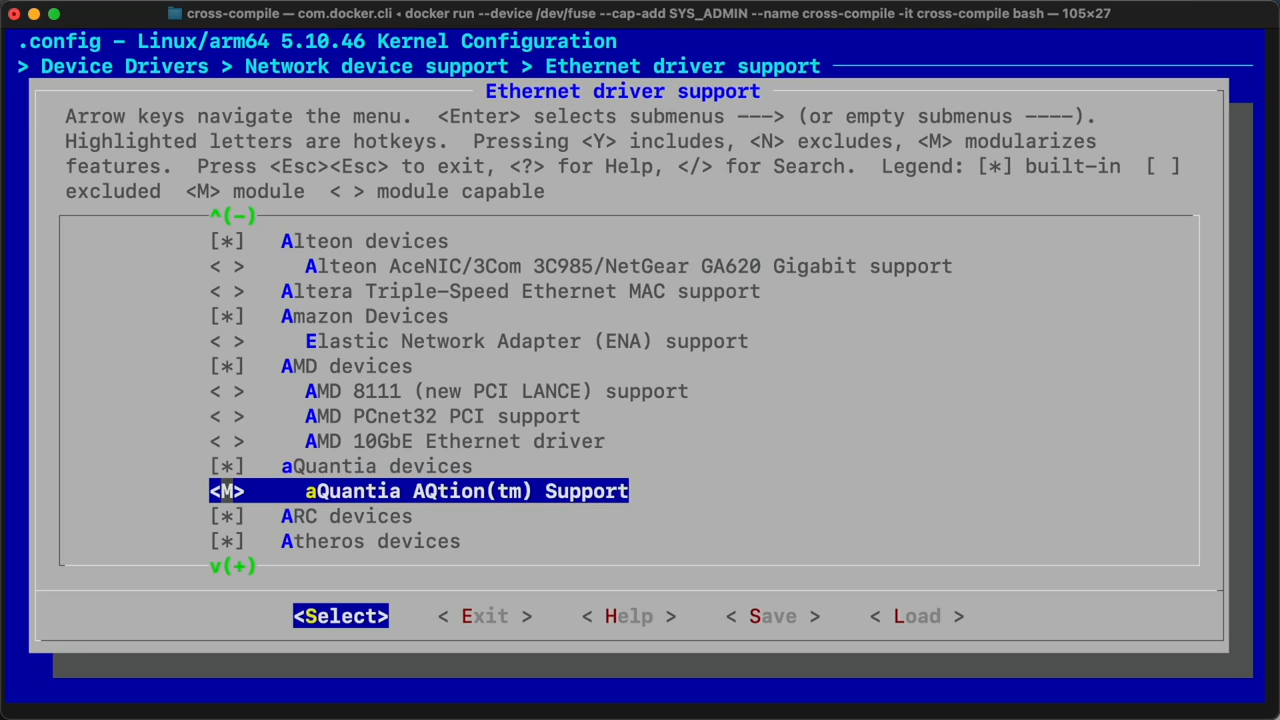 cross-compile — com.docker.cli ◂ docker run --device /dev/fuse --cap-add SYS_ADMIN --name cross-compile -it cross-compile bash — 105×27
.config - Linux/arm64 5.10.46 Kernel Configuration
> Device Drivers > Network device support > Ethernet driver support
Ethernet driver support
Arrow keys navigate the menu.  <Enter> selects submenus ---> (or empty submenus ----).
Highlighted letters are hotkeys.  Pressing <Y> includes, <N> excludes, <M> modularizes
features.  Press <Esc><Esc> to exit, <?> for Help, </> for Search.  Legend: [*] built-in  [ ]
excluded  <M> module  < > module capable
^(-)
[*]   Alteon devices
< >     Alteon AceNIC/3Com 3C985/NetGear GA620 Gigabit support
< >   Altera Triple-Speed Ethernet MAC support
[*]   Amazon Devices
< >     Elastic Network Adapter (ENA) support
[*]   AMD devices
< >     AMD 8111 (new PCI LANCE) support
< >     AMD PCnet32 PCI support
< >     AMD 10GbE Ethernet driver
[*]   aQuantia devices
<M>     aQuantia AQtion(tm) Support
[*]   ARC devices
[*]   Atheros devices
v(+)
<Select>    < Exit >    < Help >    < Save >    < Load >